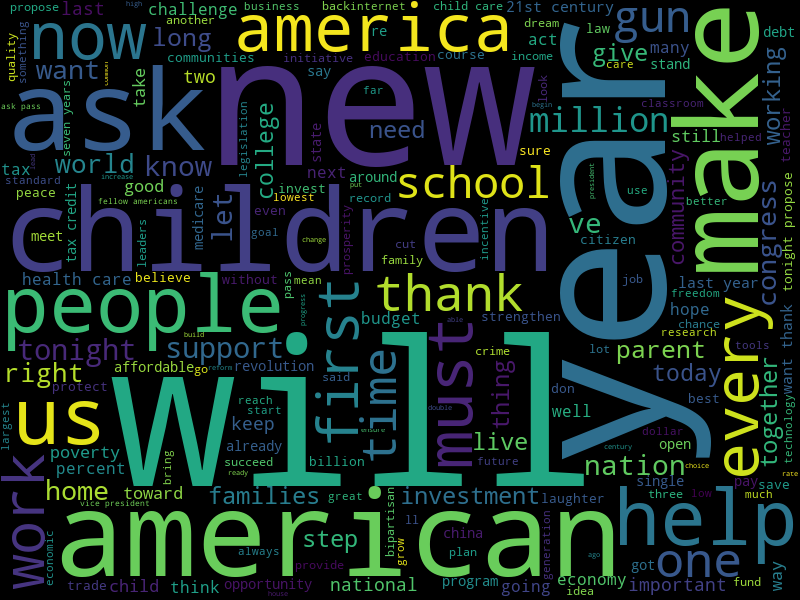 propose
last
high
another
challenge
business
backinternet
child care
21st century
dream
law
debt
now
america
gun
make
quality
something
want
long
communities
initiative
re
education
course
act
income
give
many
stand
two
say
far
look
care
take
ask
new
year
million
working
classroom
teacher
ask pass
seven years
common
legislation
college
need
state
sure
begin
still
helped
tax
world
know
next
school
standard
peace
good
let
medicare
invest
around
lowest
put
record
president
use
better
community
fellow americans
children
even
goal
incentive
ve
citizen
congress
tonight propose
tax credit
leaders
meet
prosperity
cut
change
family
health care
believe
without
pass
mean
job
last year
freedom
people
thank
first
progress
budget
strengthen
hope
chance
research
every
tools
want thank
technology
tonight
support
build
must
able
crime
lot
parent
right
affordable
go
reform
revolution
time
said
thing
don
today
together
protect
will
reach
start
double
well
best
us
keep
ensure
live
dollar
open
century
largest
poverty
percent
already
succeed
ready
billion
future
nation
choice
rate
work
bring
single
pay
save
home
toward
vice president
families
great
bipartisan
investment
laughter
three
low
much
american
step
ll
china
generation
help
economic
always
grow
plan
ago
got
one
way
trade
child
think
opportunity
provide
house
national
program
going
economy
idea
important
fund
load
increase